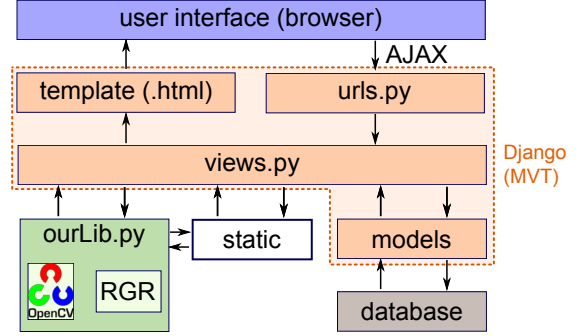 user interface (browser)
AJAX
template (.html)
urls.py
Django
(MVT)
views.py
ourLib.py
static
models
OpenCV
RGR
database